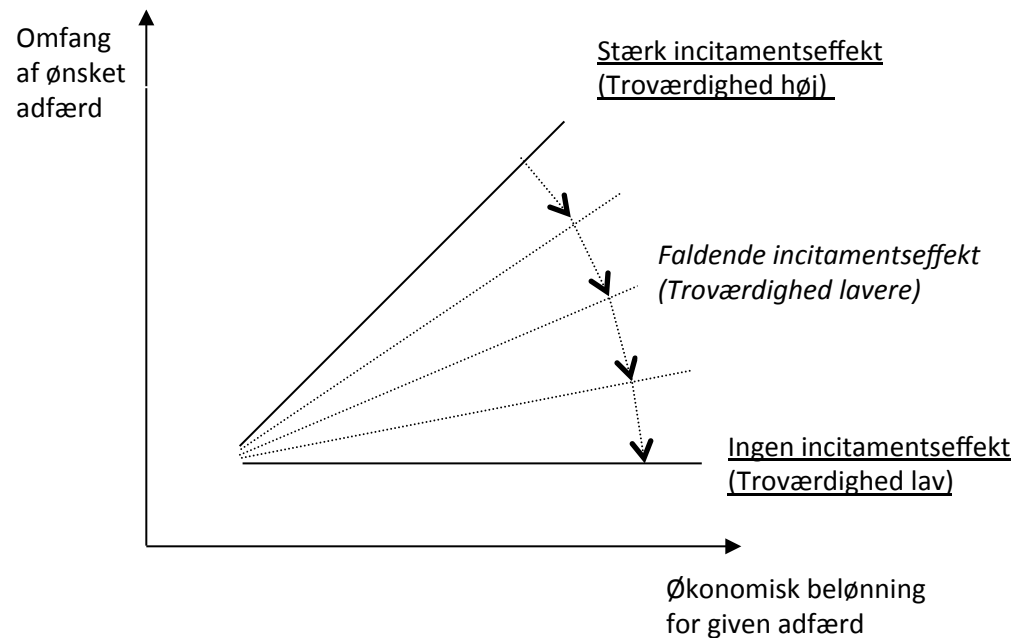 Omfang
af ønsket
adfærd
Stærk incitamentseffekt
(Troværdighed høj)
Faldende incitamentseffekt
(Troværdighed lavere)
Ingen incitamentseffekt
(Troværdighed lav)
Økonomisk belønning
for given adfærd